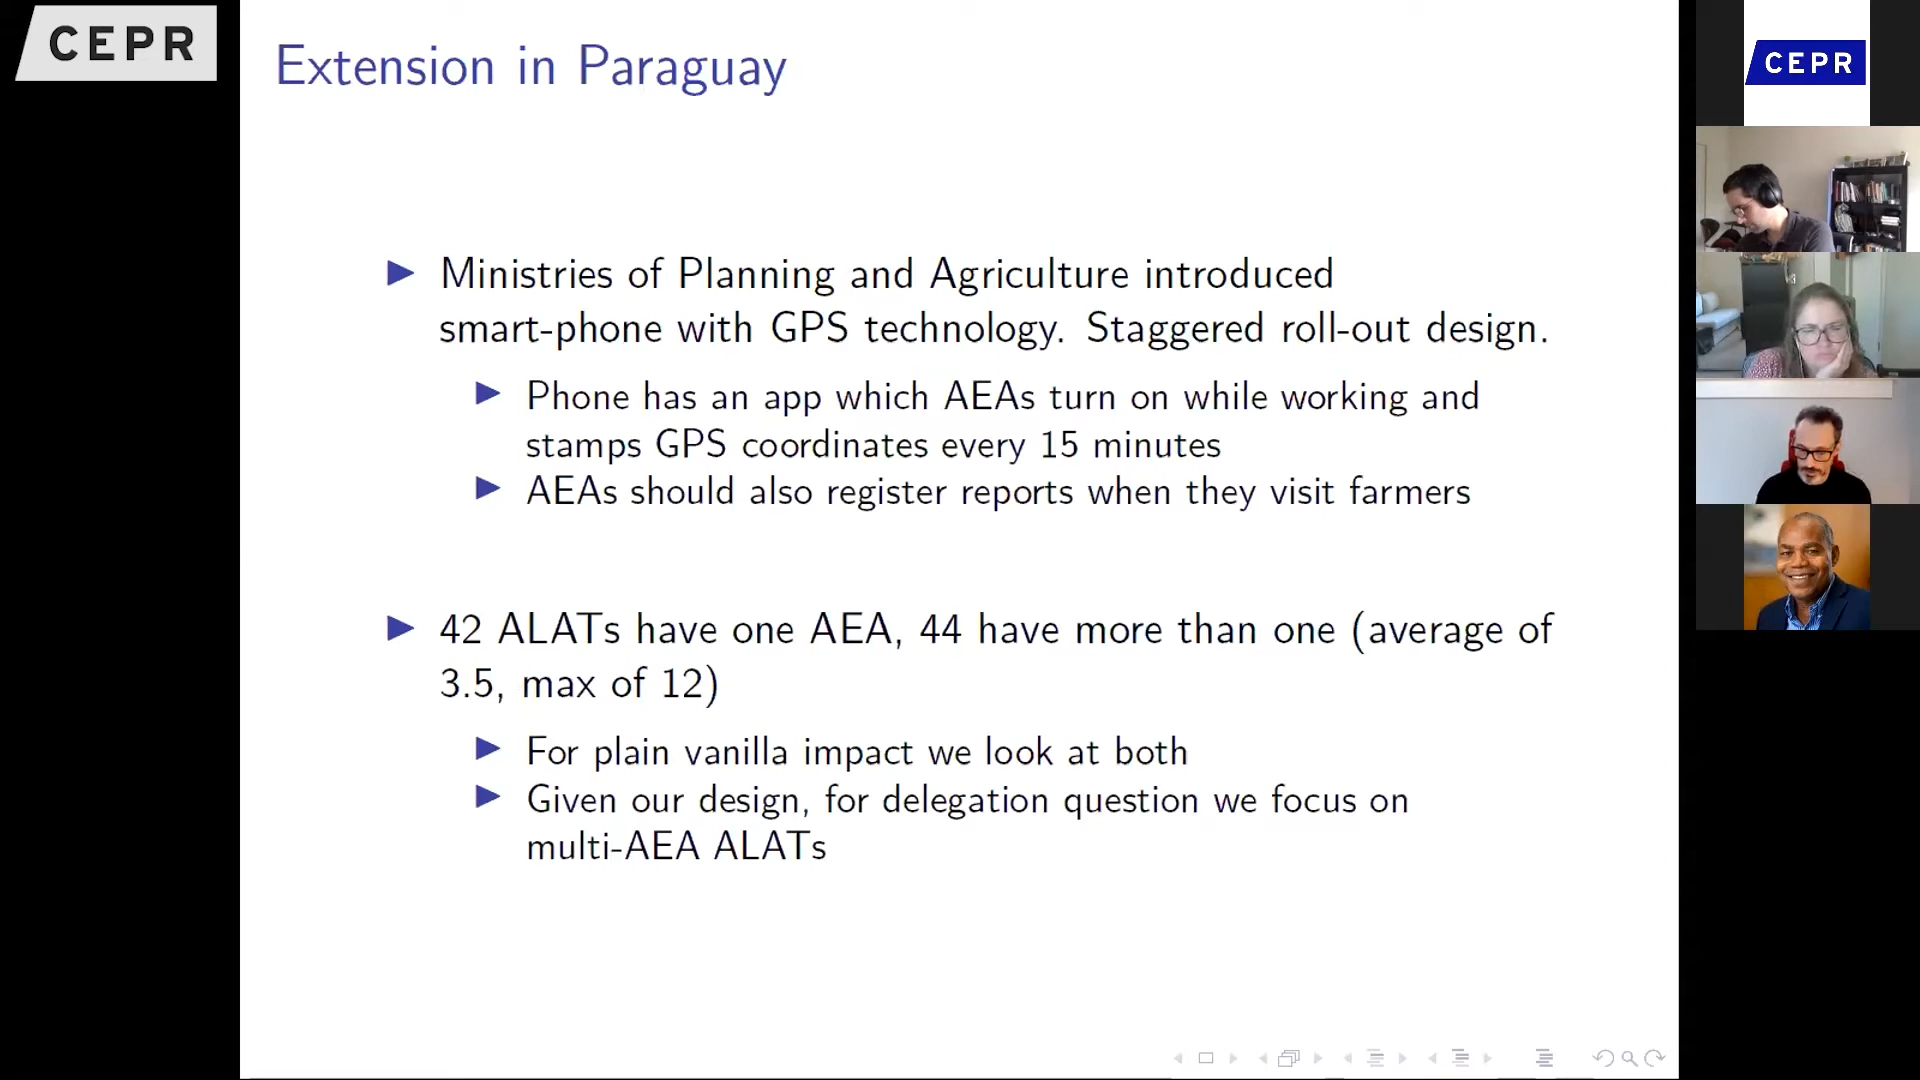 CEPR
Extension in Paraguay
CEPR
Ministries of Planning and Agriculture introduced
smart-phone with GPS technology. Staggered roll-out design.
Phone has an app which AEAs turn on while working and
stamps GPS coordinates every 15 minutes
AEAs should also register reports when they visit farmers
42 ALATs have one AEA, 44 have more than one (average of
3.5, max of 12)
For plain vanilla impact we look at both
Given our design, for delegation question we focus on
multi-AEA ALATs